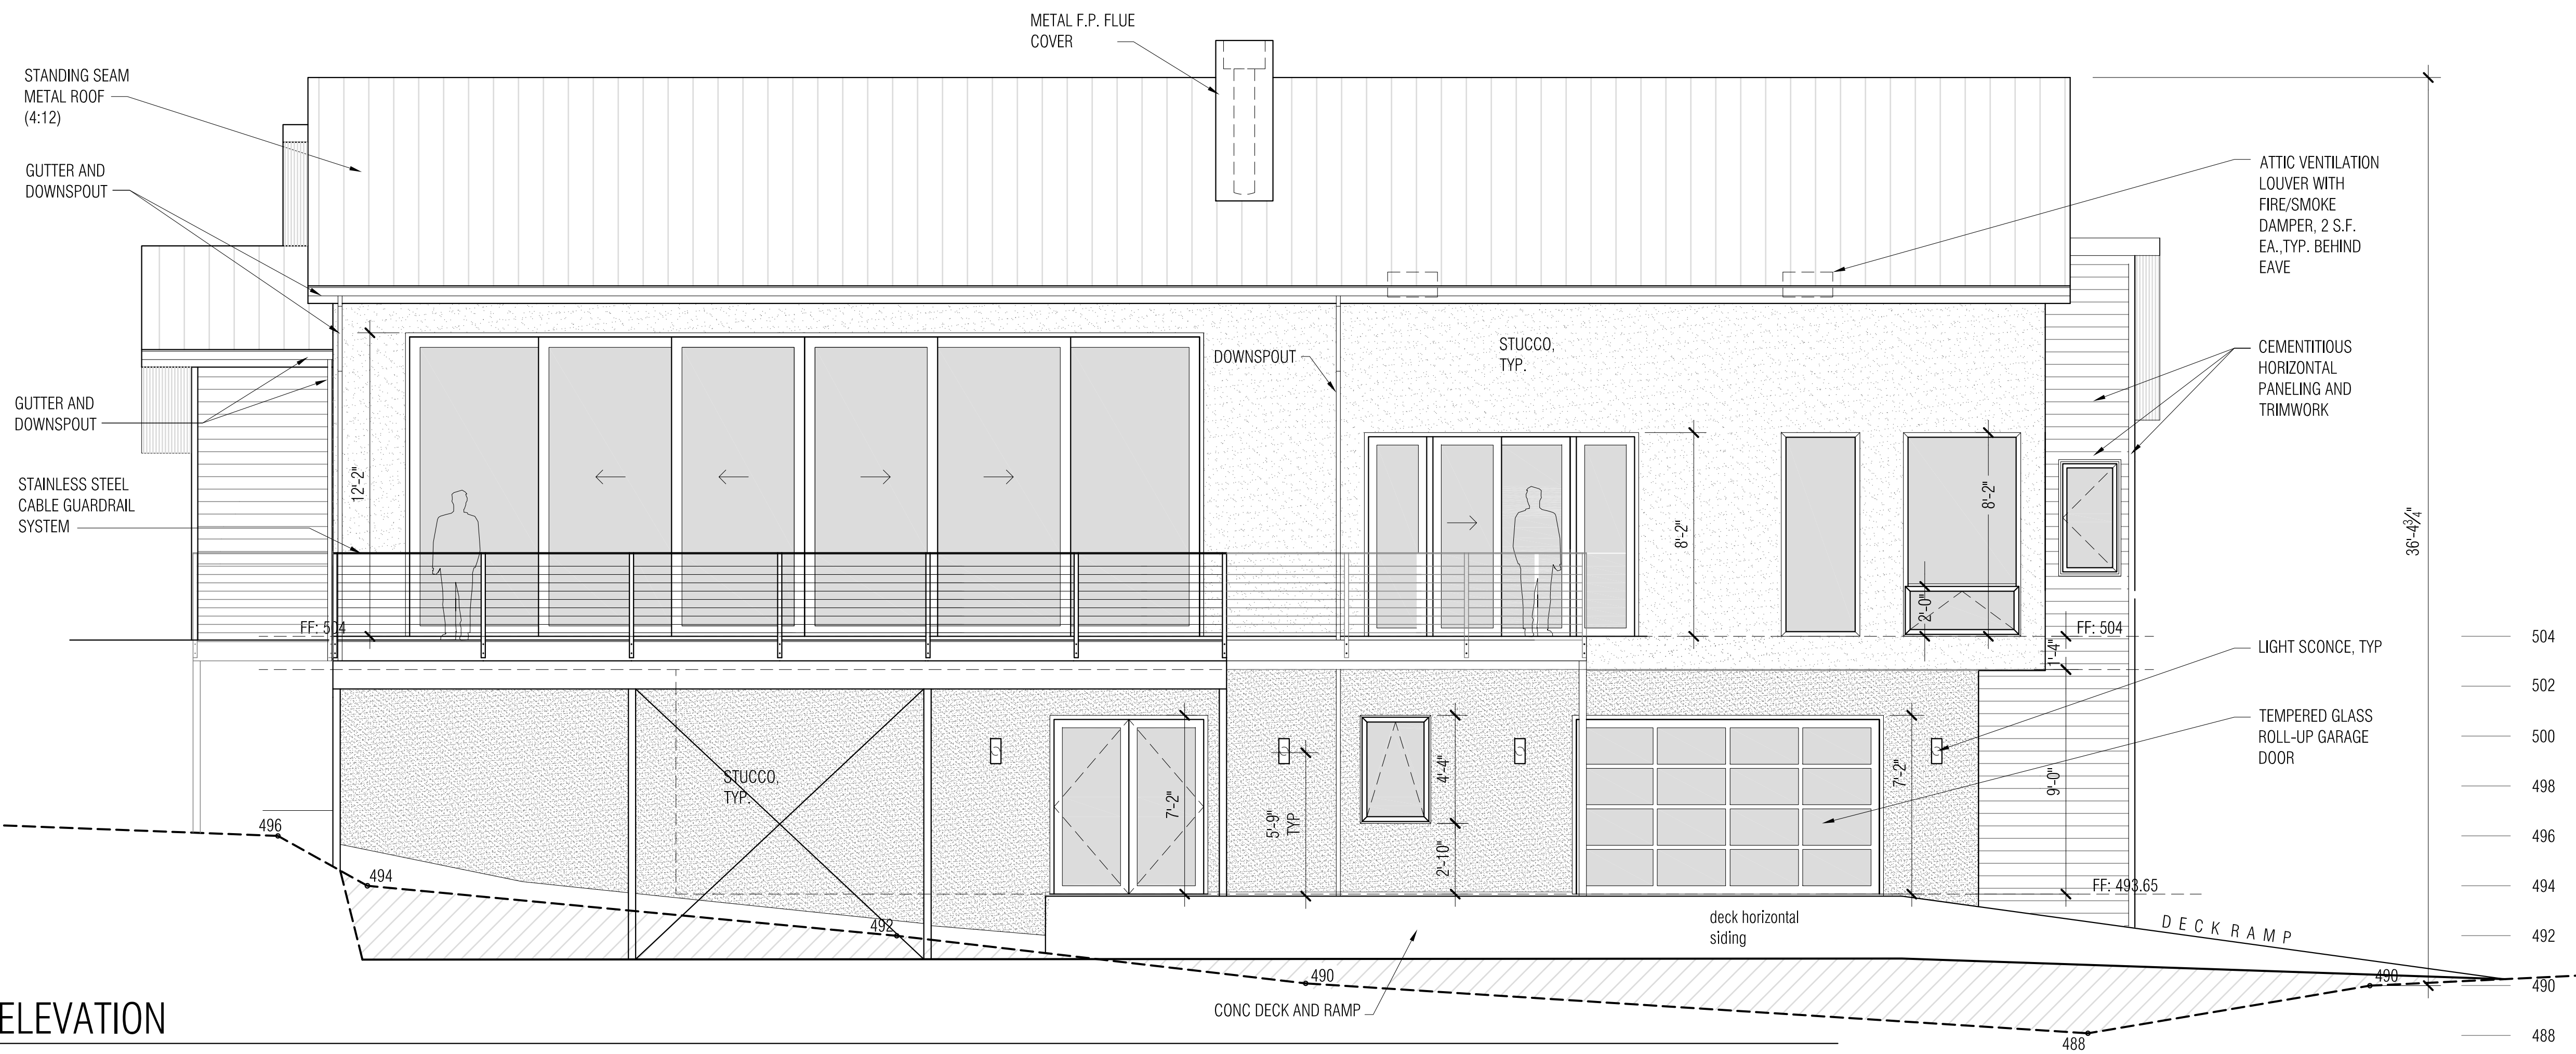 METAL F.P. FLUE
COVER
STANDING SEAM
METAL ROOF
(4:12)
GUTTER AND
DOWNSPOUT
ATTIC VENTILATION
LOUVER WITH
FIRE/SMOKE
DAMPER, 2 S.F.
EA.,TYP. BEHIND
EAVE
STUCCO,
TYP.
DOWNSPOUT
CEMENTITIOUS
HORIZONTAL
PANELING AND
TRIMWORK
GUTTER AND
DOWNSPOUT
STAINLESS STEEL
CABLE GUARDRAIL
SYSTEM
12'-2"
8'-2"
8'-2"
2'-0"
36'-4¾"
FF: 504
FF: 504
504
1'-4"
LIGHT SCONCE, TYP
502
TEMPERED GLASS
ROLL-UP GARAGE
DOOR
500
STUCCO,
TYP.
7'-2"
5'-9"
TYP
4'-4"
2'-10"
7'-2"
9'-0"
498
496
496
494
FF: 493.65
494
492
deck horizontal
siding
DECK RAMP
492
490
490
490
CONC DECK AND RAMP
ELEVATION
488
488